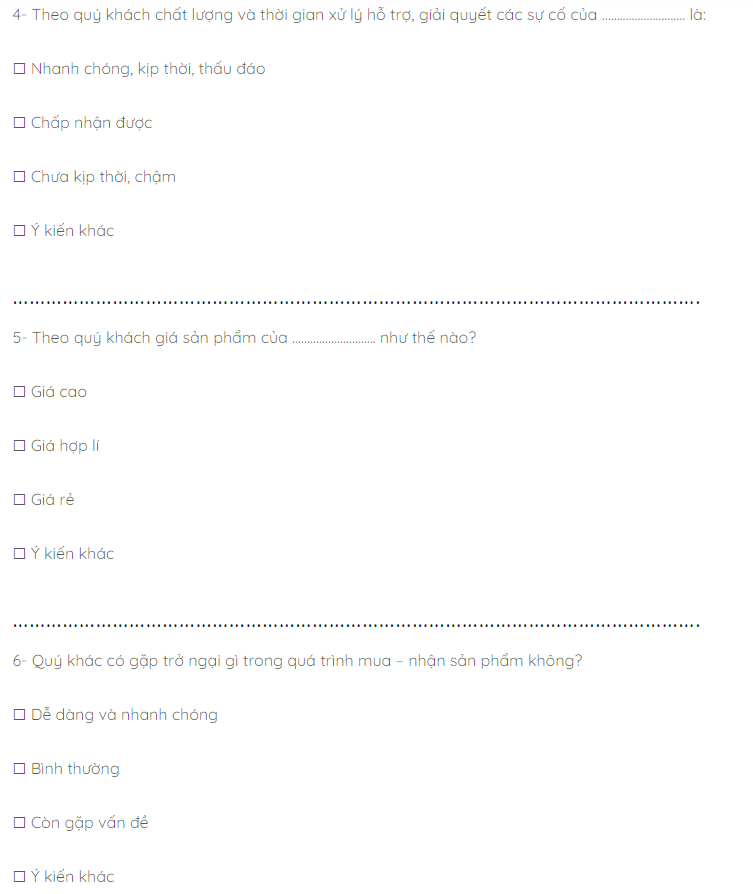 4- Theo quý khách chất lượng và thời gian xử lý hỗ trợ, giải quyết các sự cố của ............................ là:
☐ Nhanh chóng, kịp thời, thấu đáo
☐ Chấp nhận được
☐ Chưa kịp thời, chậm
☐ Ý kiến khác
……………………………………………………………………………………………………………….
5- Theo quý khách giá sản phẩm của ............................ như thế nào?
☐ Giá cao
☐ Giá hợp lí
☐ Giá rẻ
☐ Ý kiến khác
……………………………………………………………………………………………………………….
6- Quý khác có gặp trở ngại gì trong quá trình mua – nhận sản phẩm không?
☐ Dễ dàng và nhanh chóng
☐ Bình thường
☐ Còn gặp vấn đề
☐ Ý kiến khác